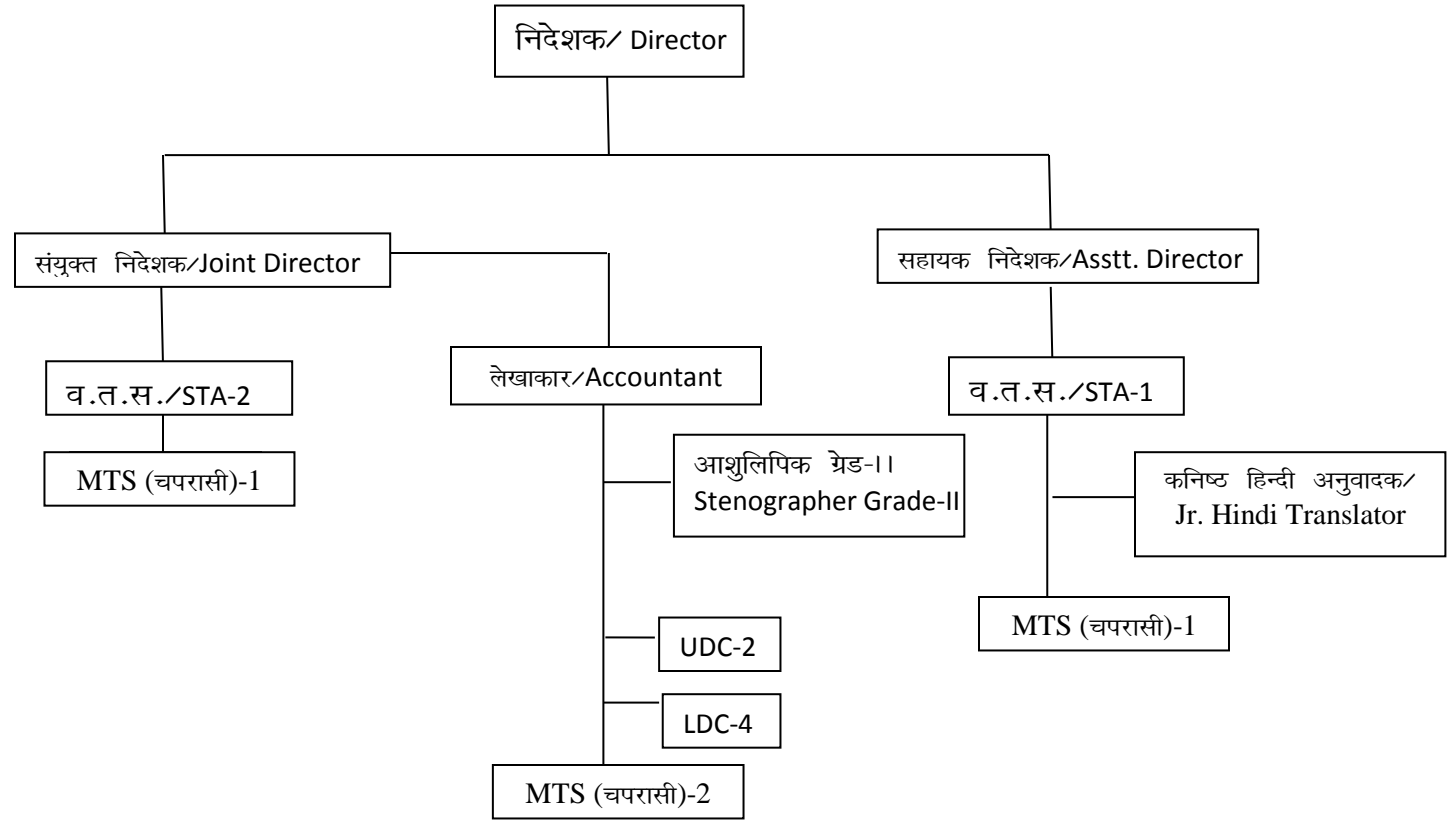 निदेशक/ Director
संयुक्त निदेशक/Joint Director
सहायक निदेशक/Asstt. Director
व.त.स./STA-2
लेखाकार/Accountant
व.त.स./STA-1
MTS (चपरासी)-1
आशुलिपिक ग्रेड-।।
Stenographer Grade-II
कनिष्ठ हिन्दी अनुवादक/
Jr. Hindi Translator
MTS (चपरासी)-1
UDC-2
LDC-4
MTS (चपरासी)-2